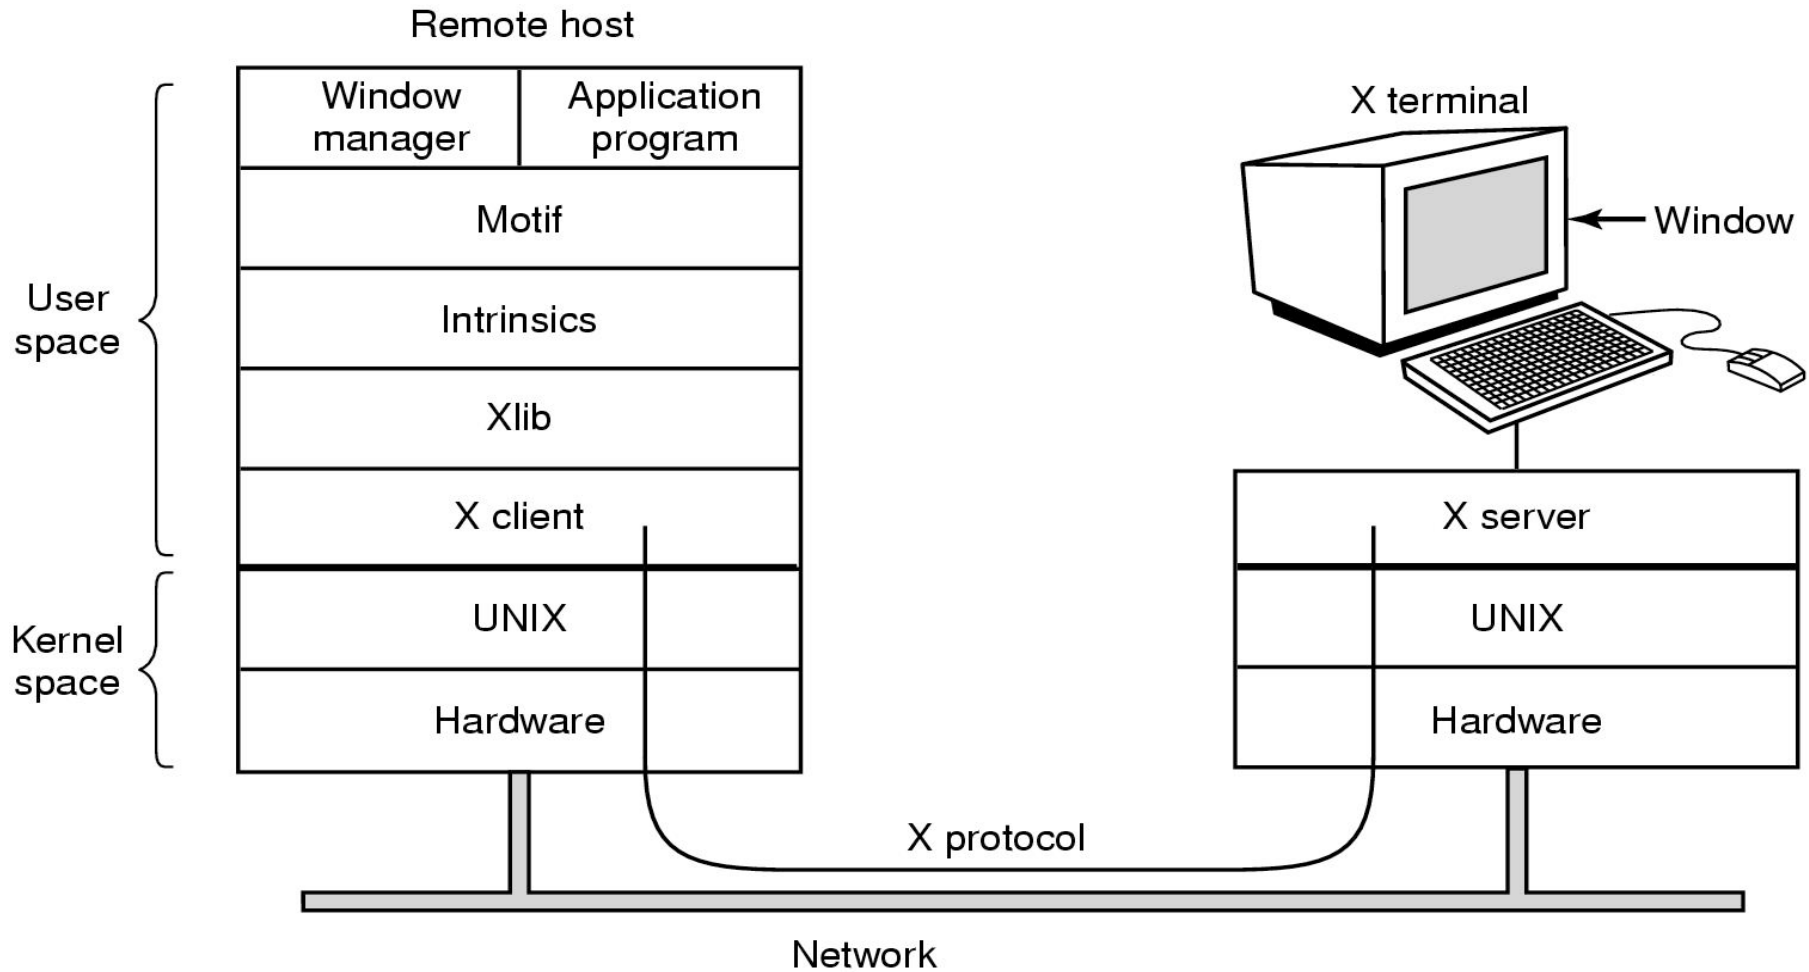 Remote host
Window
manager
Application
program
Motif
Intrinsics
Xlib
X client
UNIX
Hardware
User
space
Kernel
space
X terminal
Window
X server
UNIX
Hardware
X protocol
Network